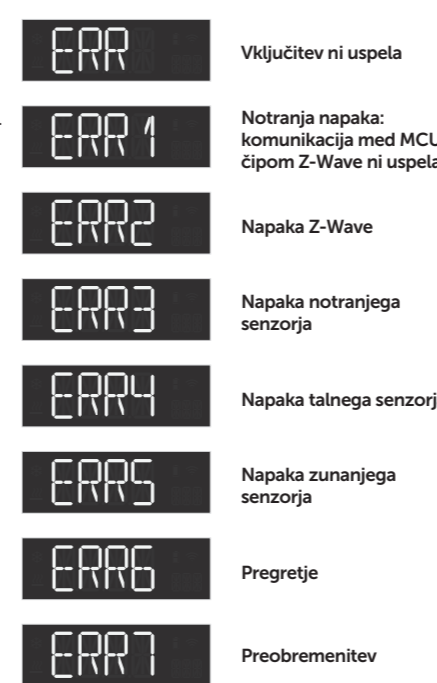 ERR
Vključitev ni uspela
ERR 1
Notranja napaka:
komunikacija med MCU
čipom Z-Wave ni uspela
ERR2
Napaka Z-Wave
ERR3
Napaka notranjega
senzorja
ERR4
Napaka talnega
ERR5
Napaka zunanjega
senzorja
ERR6
Pregretje
ERR7
Preobremenitev